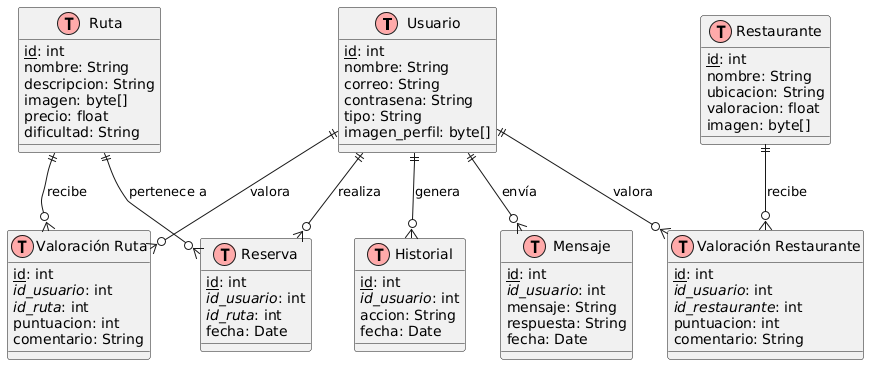 T Ruta
id: int
nombre: String
descripcion: String
imagen: byte[]
precio: float
dificultad: String
T Usuario
id: int
nombre: String
correo: String
contrasena: String
tipo: String
imagen_perfil: byte[]
T Restaurante
id: int
nombre: String
ubicacion: String
valoracion: float
imagen: byte[]
recibe
pertenece a
valora
realiza
genera
envía
valora
recibe
T Valoración Ruta
id: int
id_usuario: int
id_ruta: int
puntuacion: int
comentario: String
T Reserva
id: int
id_usuario: int
id_ruta: int
fecha: Date
T Historial
id: int
id_usuario: int
accion: String
fecha: Date
T Mensaje
id: int
id_usuario: int
mensaje: String
respuesta: String
fecha: Date
T Valoración Restaurante
id: int
id_usuario: int
id_restaurante: int
puntuacion: int
comentario: String